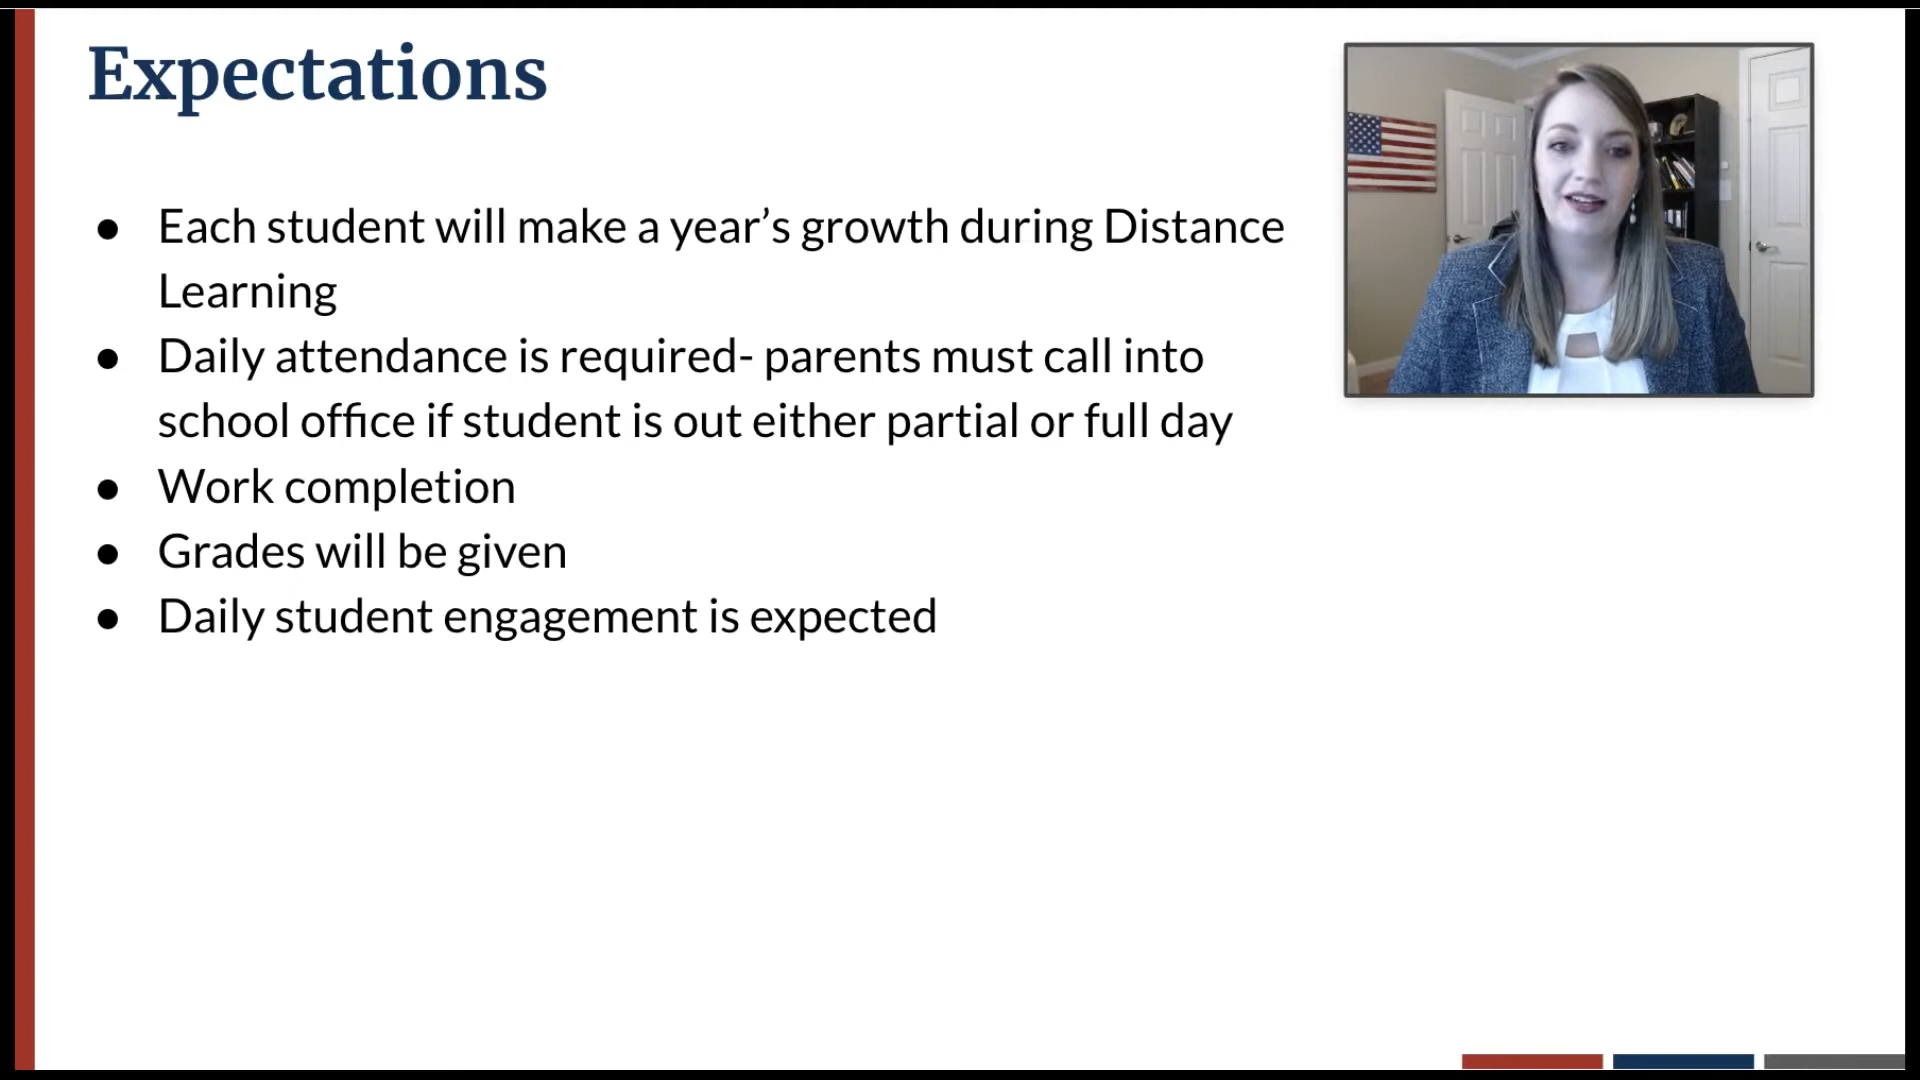 Expectations
● Each student will make a year’s growth during Distance
Learning
● Daily attendance is required- parents must call into
school office if student is out either partial or full day
● Work completion
● Grades will be given
● Daily student engagement is expected